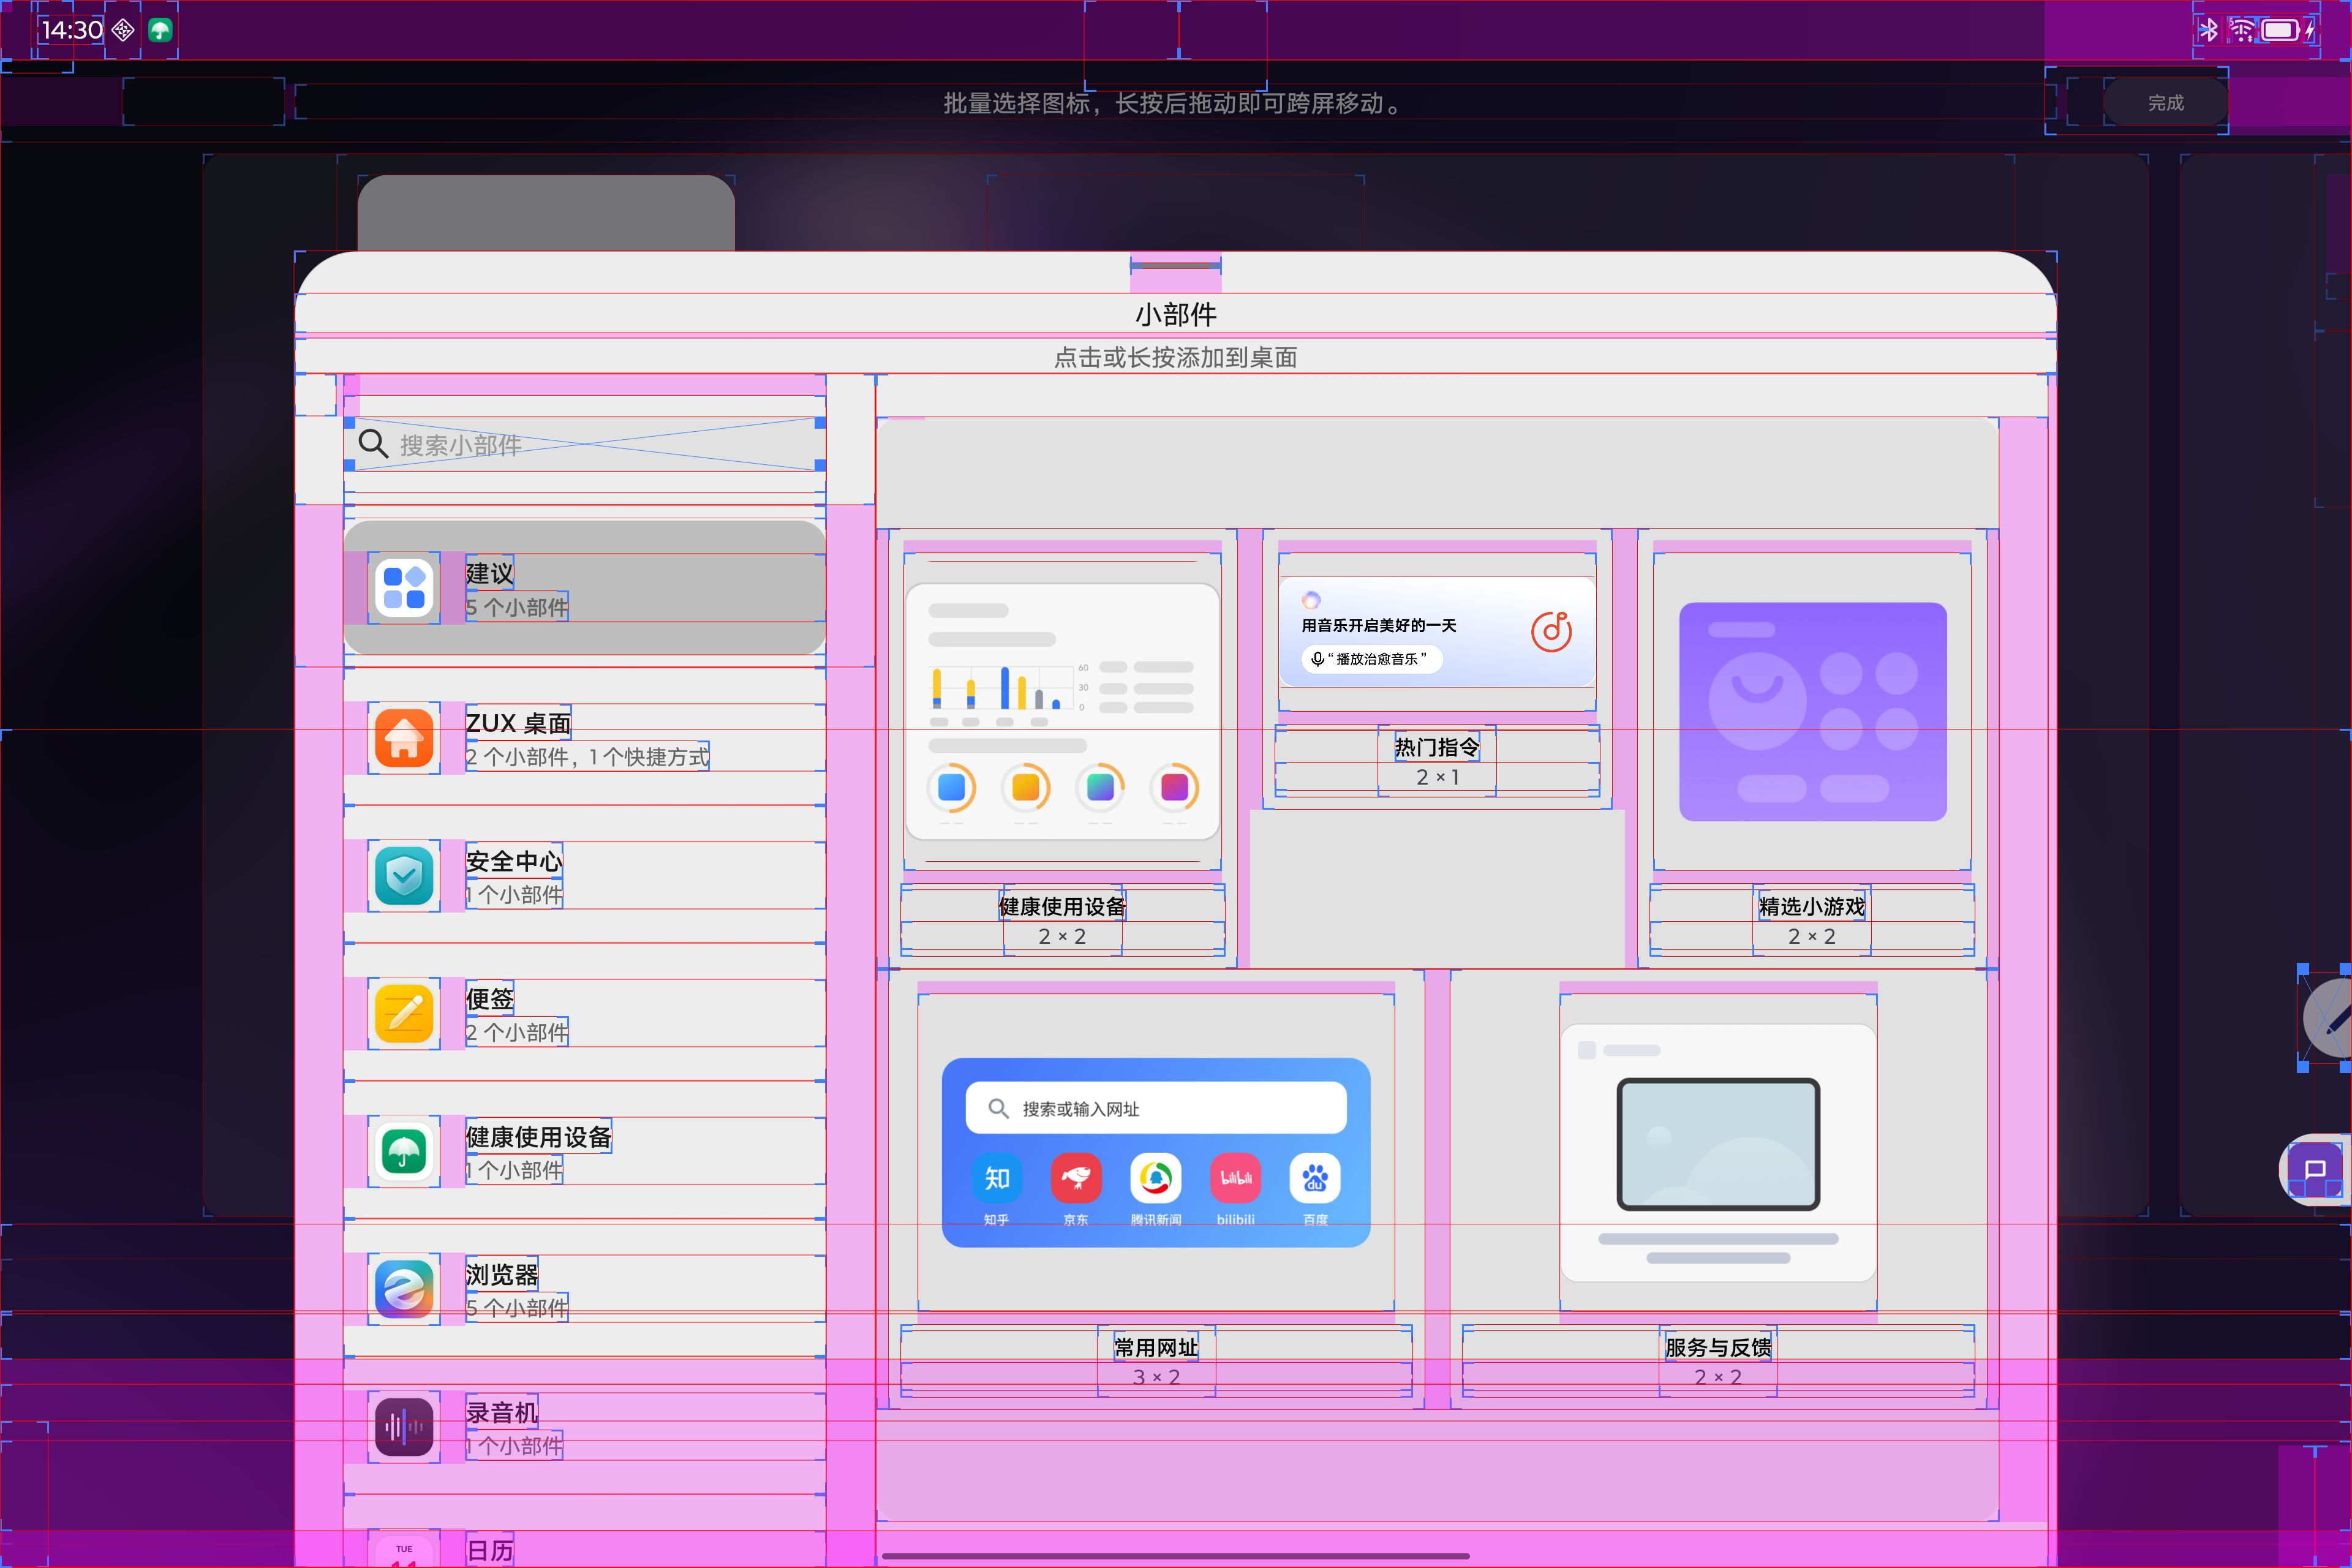 14:30
批量选择图标，长按后拖动即可跨屏移动。
完成
小部件
点击或长按添加到桌面
搜索小部件
建议
5 个小部件
ZUX 桌面
2 个小部件，1 个快捷方式
安全中心
1 个小部件
便签
2 个小部件
健康使用设备
1 个小部件
浏览器
5 个小部件
录音机
1 个小部件
TUE
日历
60
30
0
健康使用设备
2 × 2
用音乐开启美好的一天
“播放治愈音乐”
热门指令
2 × 1
精选小游戏
2 × 2
搜索或输入网址
知
bilibili
du
知乎
京东
腾讯新闻
bilibili
百度
常用网址
3 × 2
服务与反馈
2 × 2